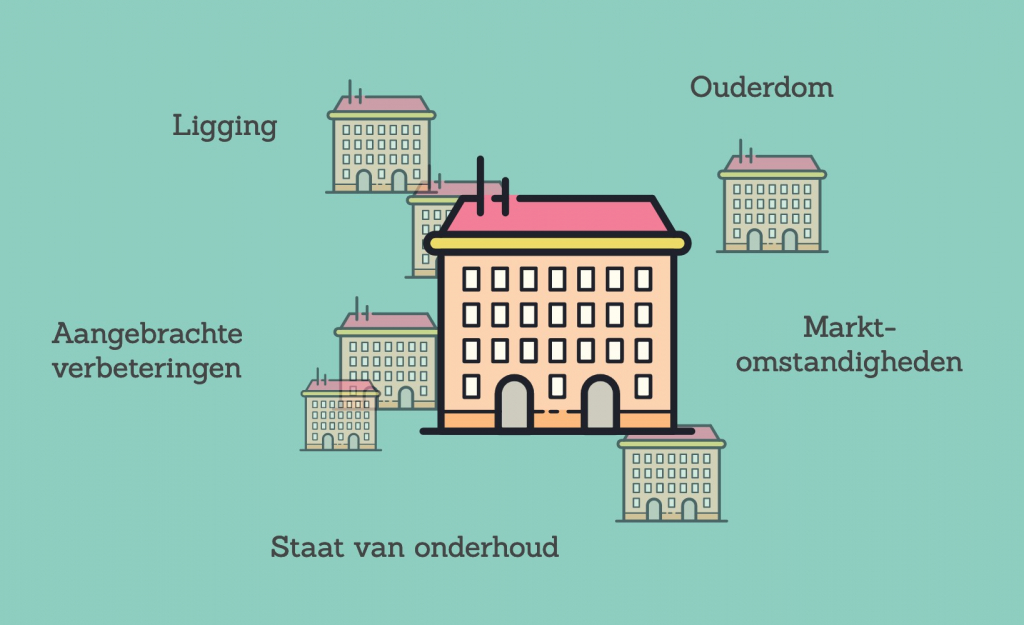 Ouderdom
Ligging
Aangebrachte
verbeteringen
Markt-
omstandigheden
Staat van onderhoud